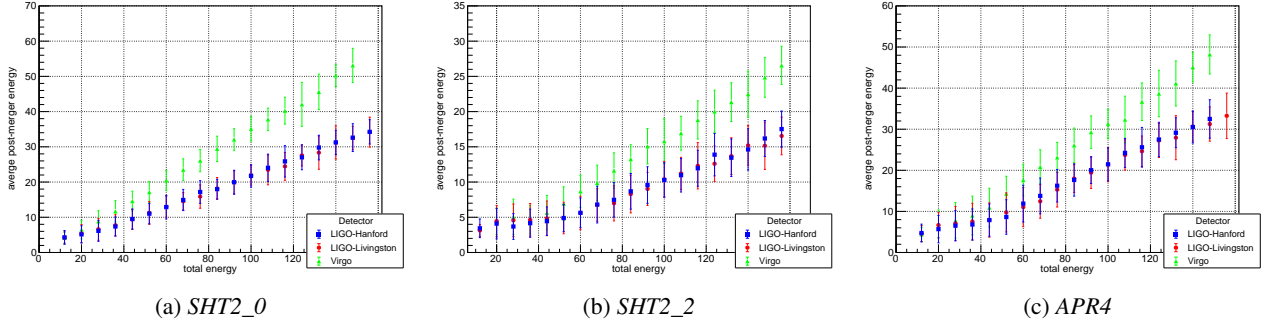 70
60
50
40
30
20
10
0
averge post-merger energy
20 40 60 80 100 120
total energy
Detector
LIGO-Hanford
LIGO-Livingston
Virgo
(a) SHT2_0
35
30
25
20
15
10
5
0
averge post-merger energy
20 40 60 80 100 120
total energy
Detector
LIGO-Hanford
LIGO-Livingston
Virgo
(b) SHT2_2
60
50
40
30
20
10
0
averge post-merger energy
20 40 60 80 100 120
total energy
Detector
LIGO-Hanford
LIGO-Livingston
Virgo
(c) APR4